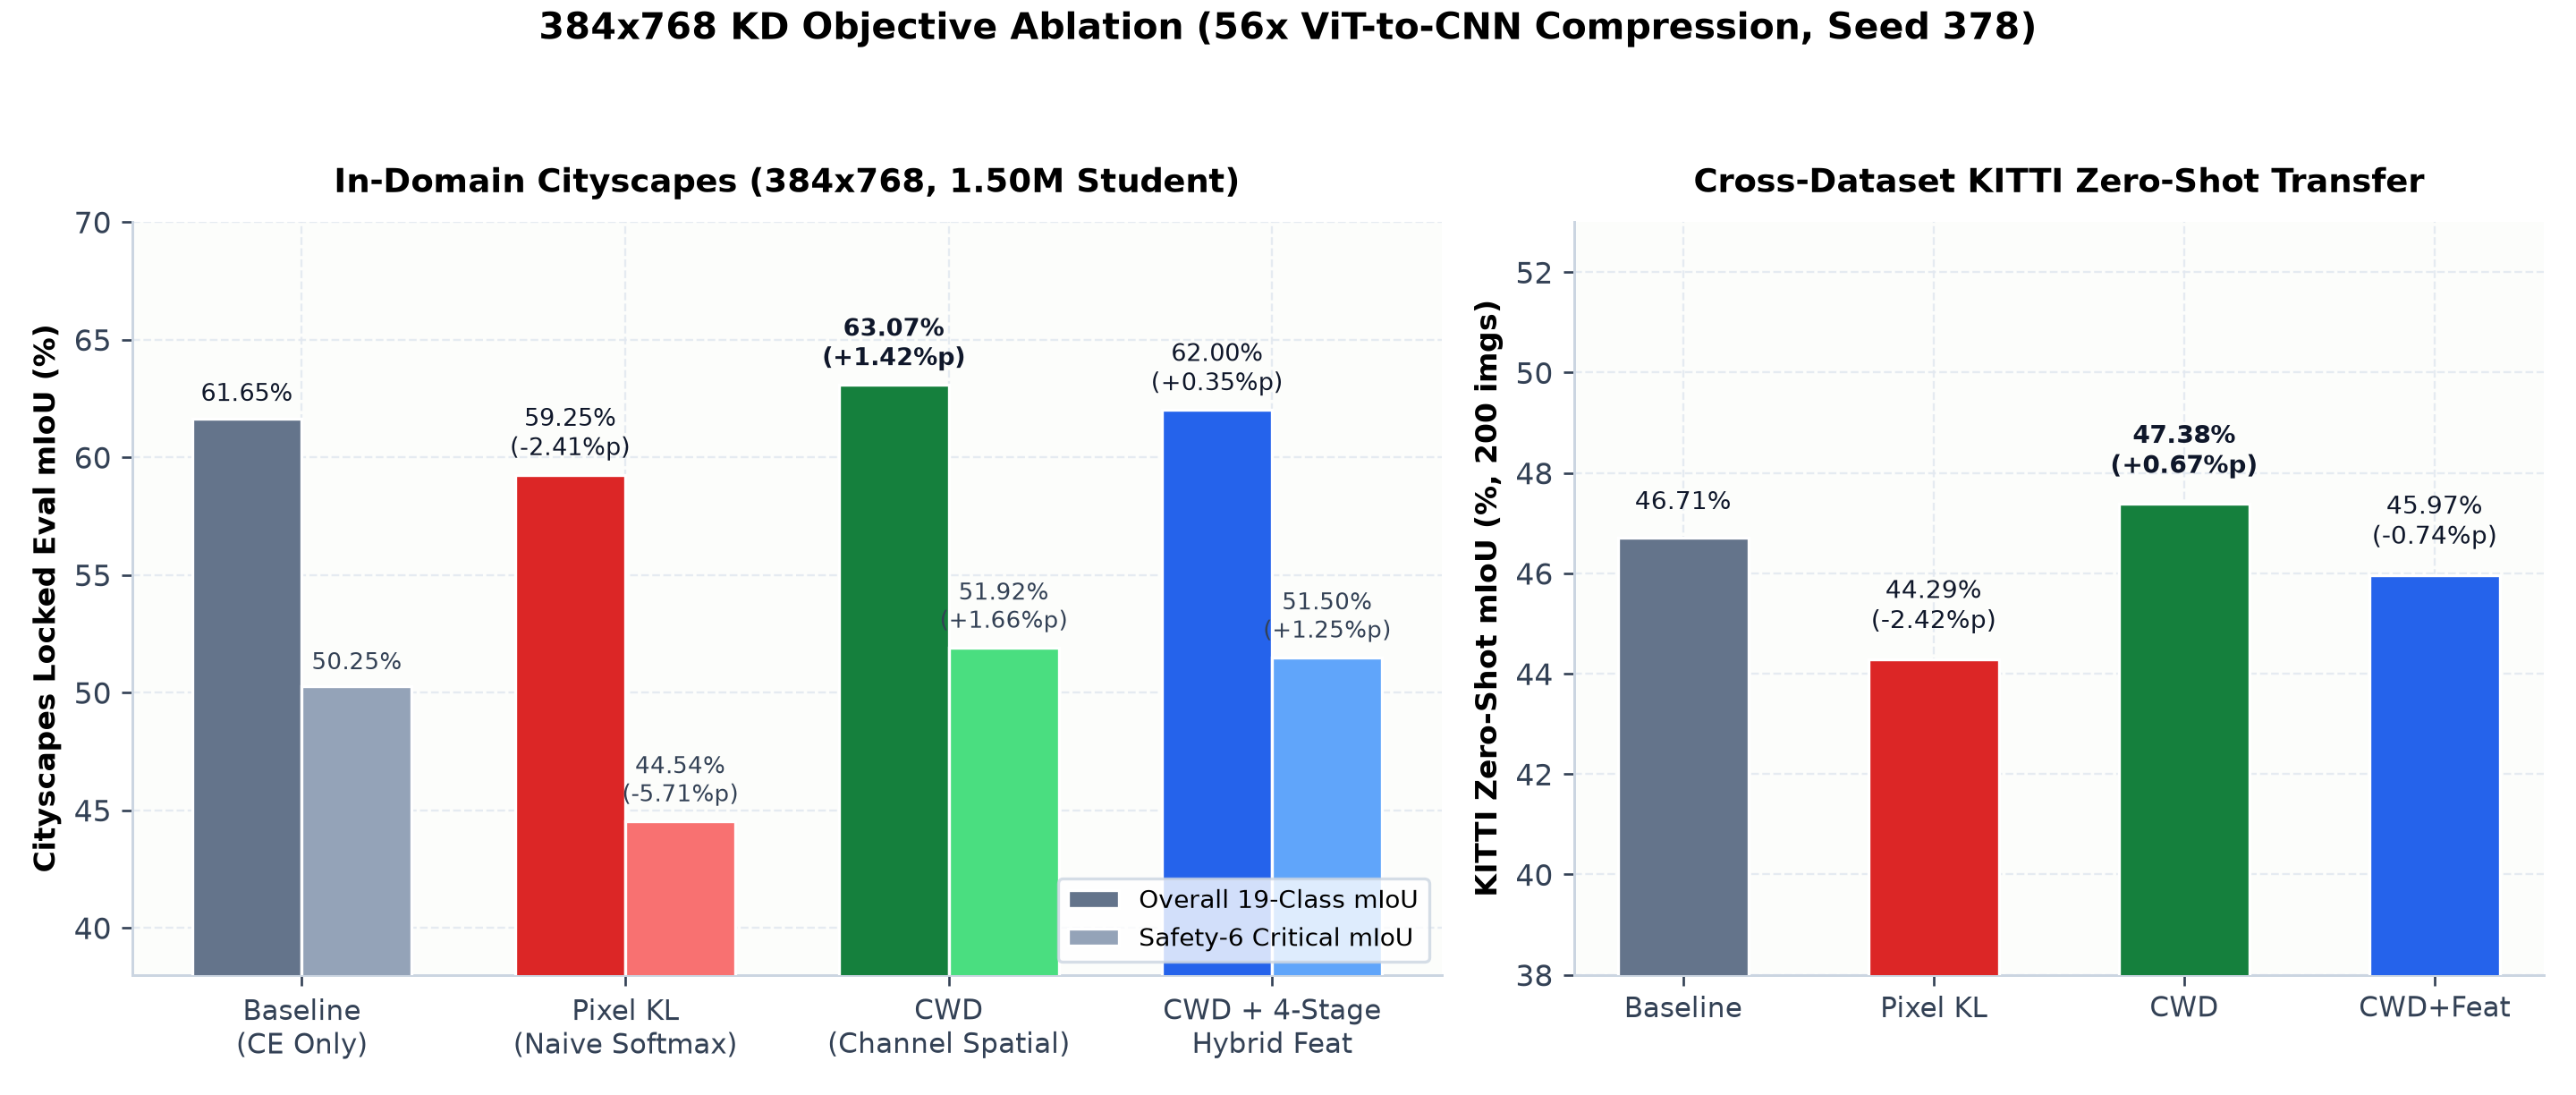 384x768 KD Objective Ablation (56x ViT-to-CNN Compression, Seed 378)
In-Domain Cityscapes (384x768, 1.50M Student)
Cityscapes Locked Eval mIoU (%)
70
65
60
55
50
45
40
61.65%
50.25%
59.25%
(-2.41%p)
44.54%
(-5.71%p)
63.07%
(+1.42%p)
51.92%
(+1.66%p)
62.00%
(+0.35%p)
51.50%
(+1.25%p)
Overall 19-Class mIoU
Safety-6 Critical mIoU
Baseline
(CE Only)
Pixel KL
(Naive Softmax)
CWD
(Channel Spatial)
CWD + 4-Stage
Hybrid Feat
Cross-Dataset KITTI Zero-Shot Transfer
KITTI Zero-Shot mIoU (%, 200 imgs)
52
50
48
46
44
42
40
38
46.71%
44.29%
(-2.42%p)
47.38%
(+0.67%p)
45.97%
(-0.74%p)
Baseline
Pixel KL
CWD
CWD+Feat